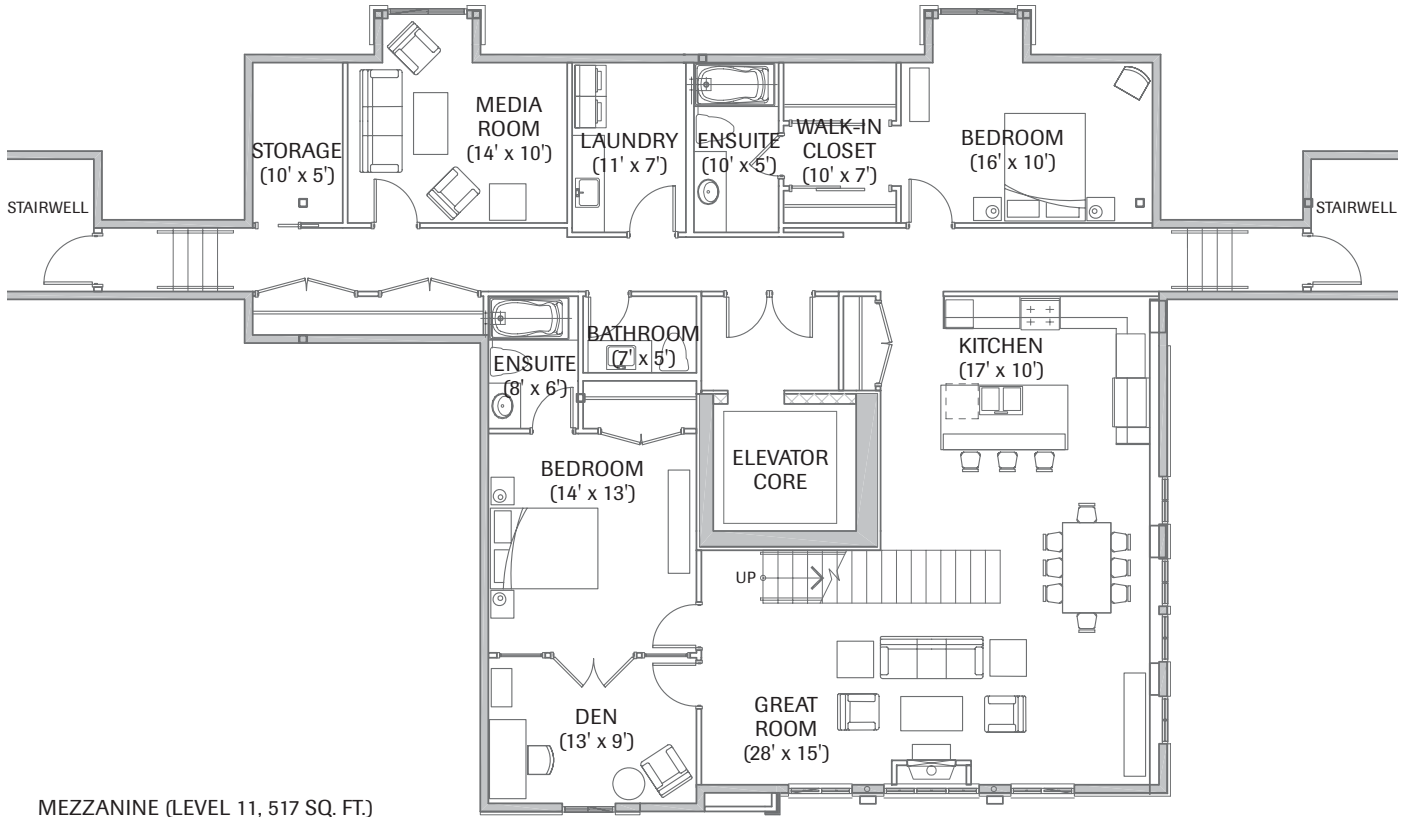 STORAGE
(10' x 5')
MEDIA
ROOM
(14' x 10')
LAUNDRY
(11' x 7')
ENSUITE
(10' x 5')
WALK-IN
CLOSET
(10' x 7')
BEDROOM
(16' x 10')
STAIRWELL
STAIRWELL
ENSUITE
(8' x 6')
BATHROOM
(7' x 5')
KITCHEN
(17' x 10')
BEDROOM
(14' x 13')
ELEVATOR
CORE
UP
DEN
(13' x 9')
GREAT
ROOM
(28' x 15')
MEZZANINE (LEVEL 11, 517 SQ. FT.)